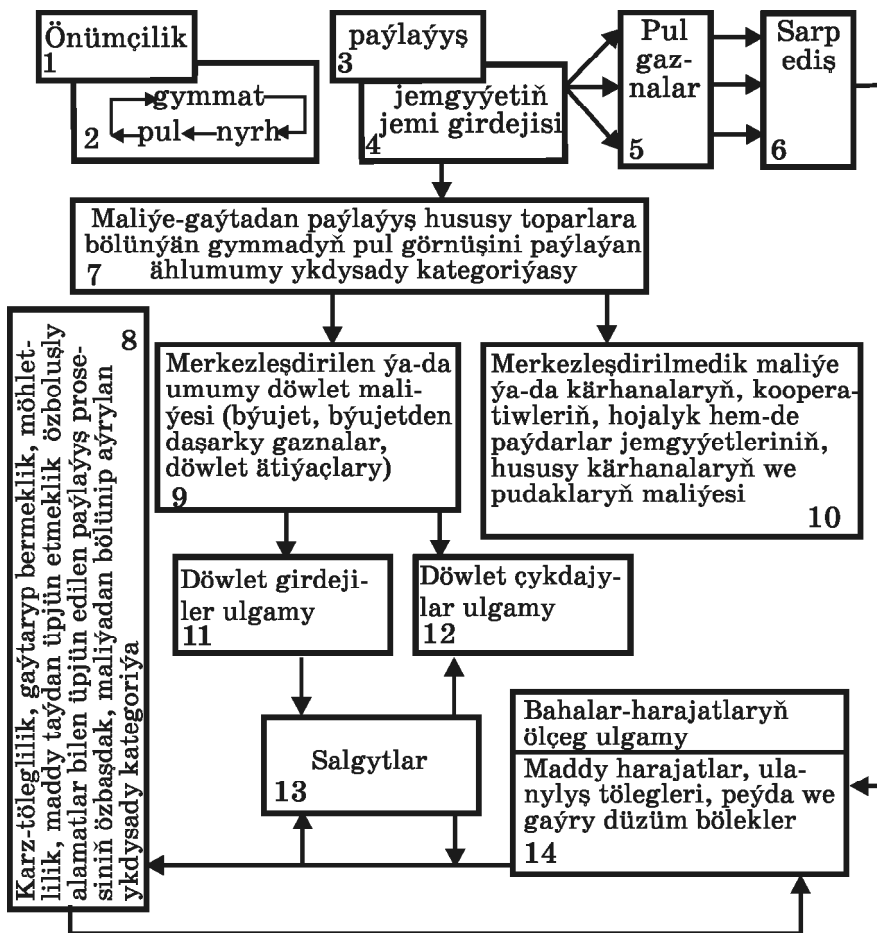 Önümçilik
1
gymmat
pul
nyrh
2
paýlaýyş
3
jemgyýetiň
jemi girdejisi
4
Pul
gaz-
nalar
5
Sarp
ediş
6
Maliýe-gaýtadan paýlaýyş hususy toparlara
bölünýän gymmadyň pul görnüşini paýlaýan
ählumumy ykdysady kategoriýasy
7
8
Karz-töleglilik, gaýtaryp bermeklik, möhlet-
lilik, maddy taýdan üpjün etmeklik özboluşly
alamatlar bilen üpjün edilen paýlaýyş prose-
siniň özbaşdak, maliýadan bölünip aýrylan
ykdysady kategoriýa
Merkezleşdirilen ýa-da
umumy döwlet mali-
ýesi (býujet, býujetden
daşarky gaznalar,
döwlet ätiýaçlary)
9
Merkezleşdirilmedik maliýe
ýa-da kärhanalaryň, koopera-
tiwleriň, hojalyk hem-de
paýdarlar jemgyýetleriniň,
hususy kärhanalaryň we
pudaklaryň maliýesi
10
Döwlet girdeji-
ler ulgamy
11
Döwlet çykdajy-
lar ulgamy
12
Salgytlar
13
Bahalar-harajatlaryň
ölçeg ulgamy
Maddy harajatlar, ula-
nylyş tölegleri, peýda we
gaýry düzüm bölekler
14